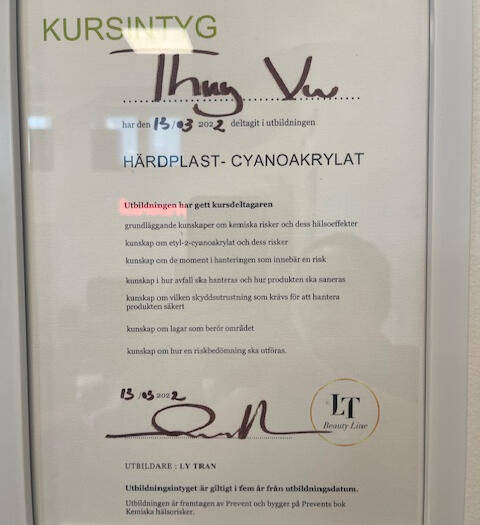 KURSINTYG
Thuy Vu
har den 13/03 2022 deltagit i utbildningen
HÄRDPLAST- CYANOAKRYLAT
Utbildningen har gett kursdeltagaren
grundläggande kunskaper om kemiska risker och dess hälsoeffekter
kunskap om etyl-2-cyanoakrylat och dess risker
kunskap om de moment i hanteringen som innebär en risk
kunskap i hur avfall ska hanteras och hur produkten ska saneras
kunskap om vilken skyddsutrustning som krävs för att hantera
produkten säkert
kunskap om lagar som berör området
kunskap om hur en riskbedömning ska utföras.
13/03 2022
LT
Beauty Line
UTBILDARE : LY TRAN
Utbildningsintyget är giltigt i fem år från utbildningsdatum.
Utbildningen är framtagen av Prevent och bygger på Prevents bok
Kemiska hälsorisker.